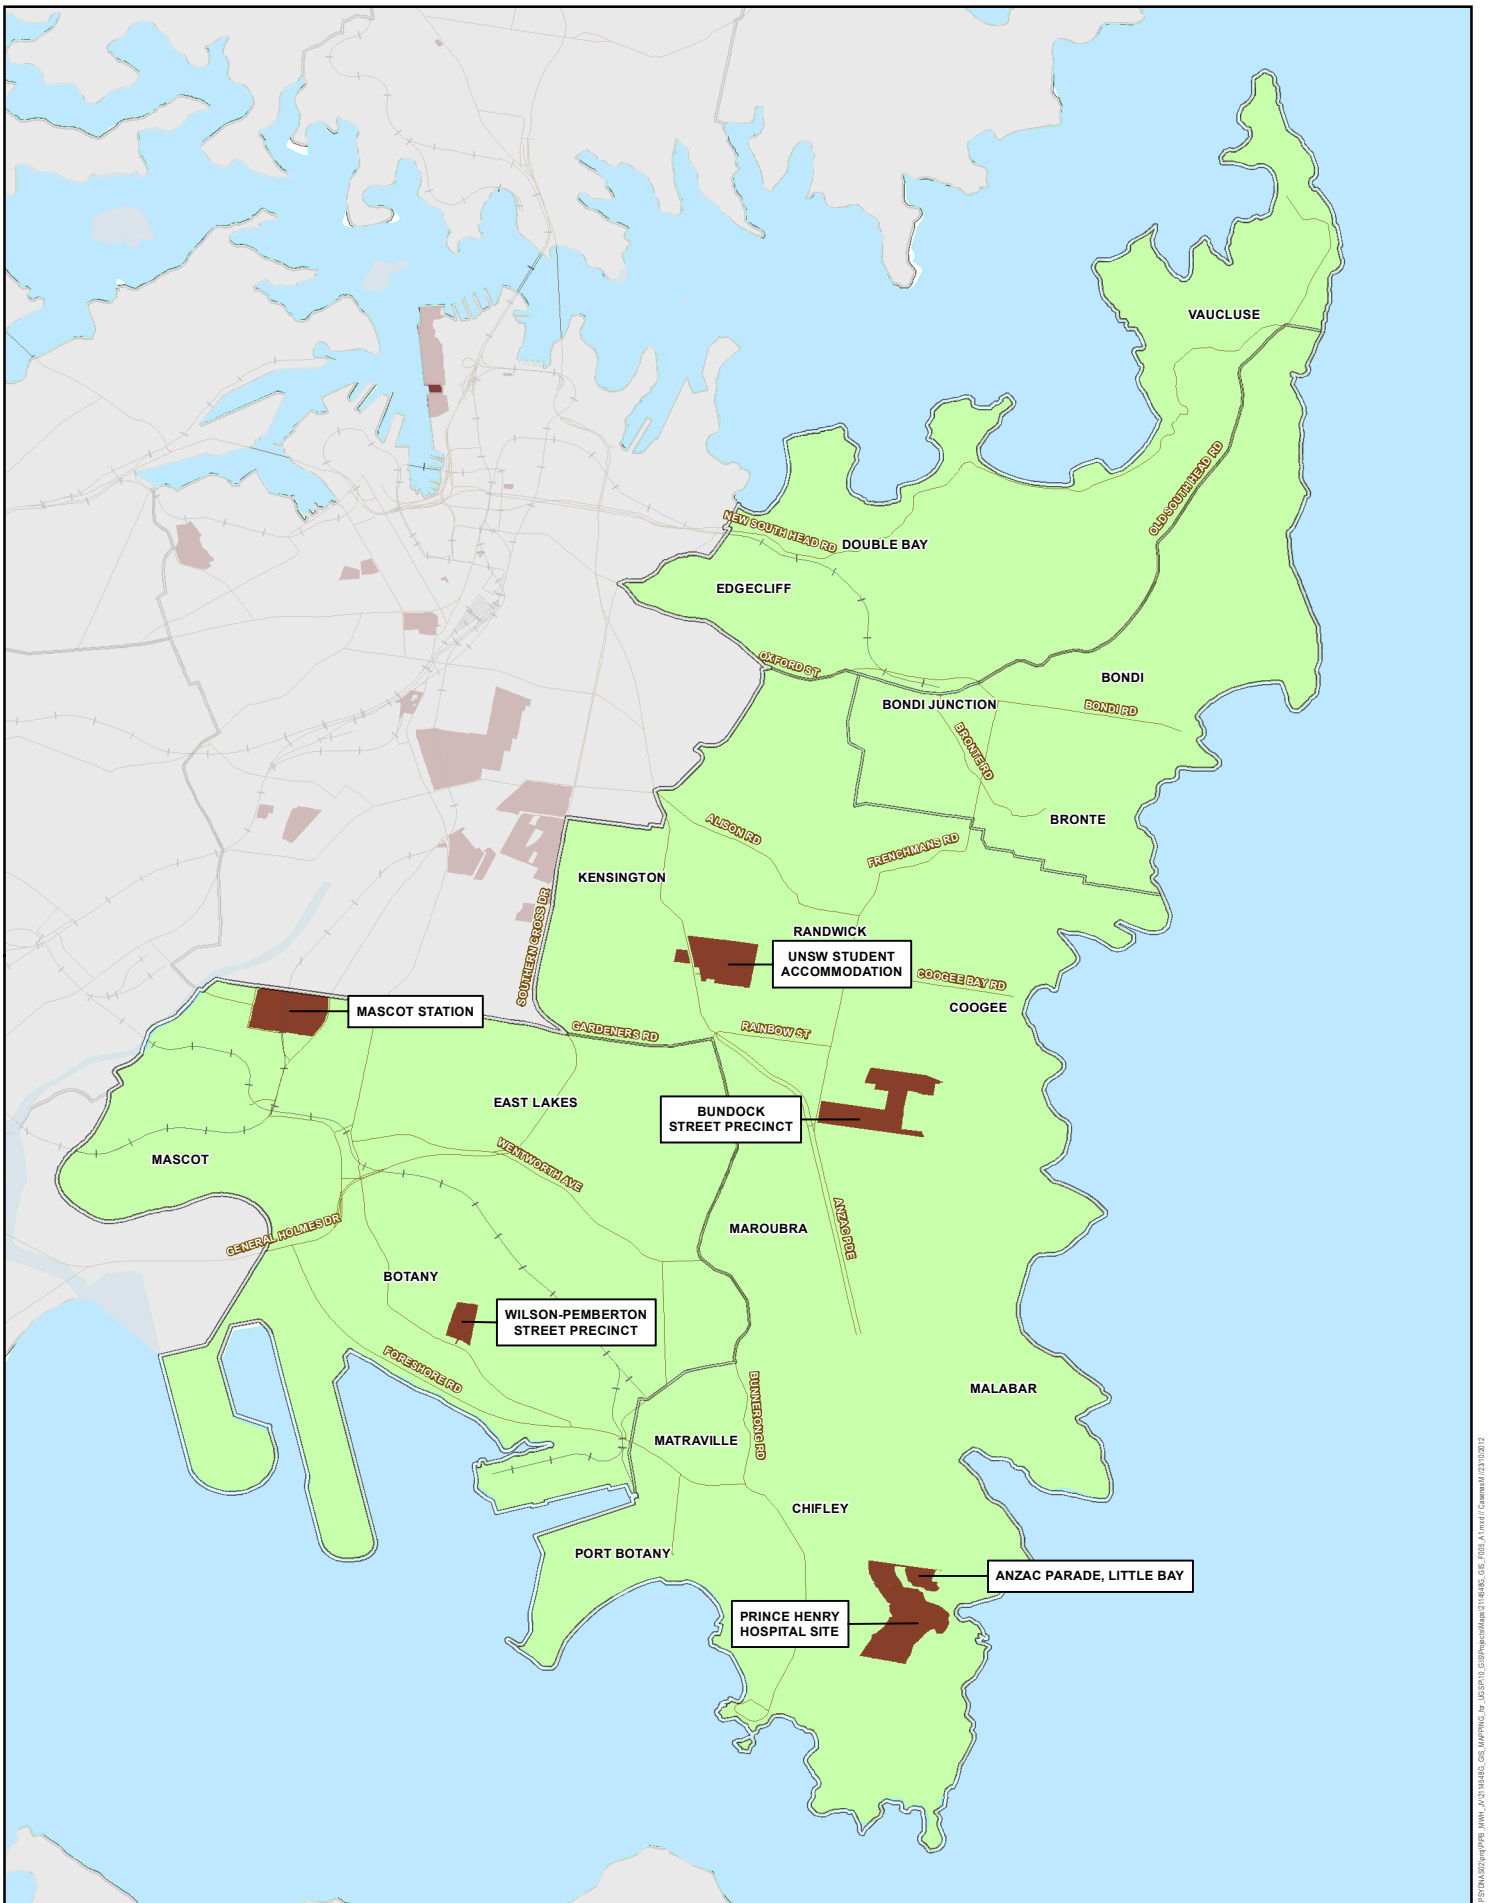 VAUCLUSE
OLD SOUTH HEAD RD
NEW SOUTH HEAD RD
DOUBLE BAY
EDGECLIFF
OXFORD ST
BONDI
BONDI JUNCTION
BONDI RD
BRONTE RD
BRONTE
ALISON RD
FRENCHMANS RD
KENSINGTON
SOUTHERN CROSS DR
RANDWICK
UNSW STUDENT
ACCOMMODATION
COOGEE BAY RD
COOGEE
MASCOT STATION
GARDENERS RD
RAINBOW ST
EAST LAKES
BUNDOCK
STREET PRECINCT
MASCOT
WENTWORTH AVE
ANZAC PDE
MAROUBRA
GENERAL HOLMES DR
BOTANY
WILSON-PEMBERTON
STREET PRECINCT
FORESHORE RD
BUNNERONG RD
MALABAR
MATRAVILLE
CHIFLEY
PORT BOTANY
ANZAC PARADE, LITTLE BAY
PRINCE HENRY
HOSPITAL SITE